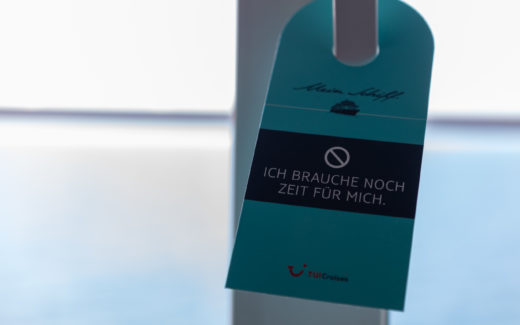 Mein Schiff.
ICH BRAUCHE NOCH
ZEIT FÜR MICH.
TUI Cruises